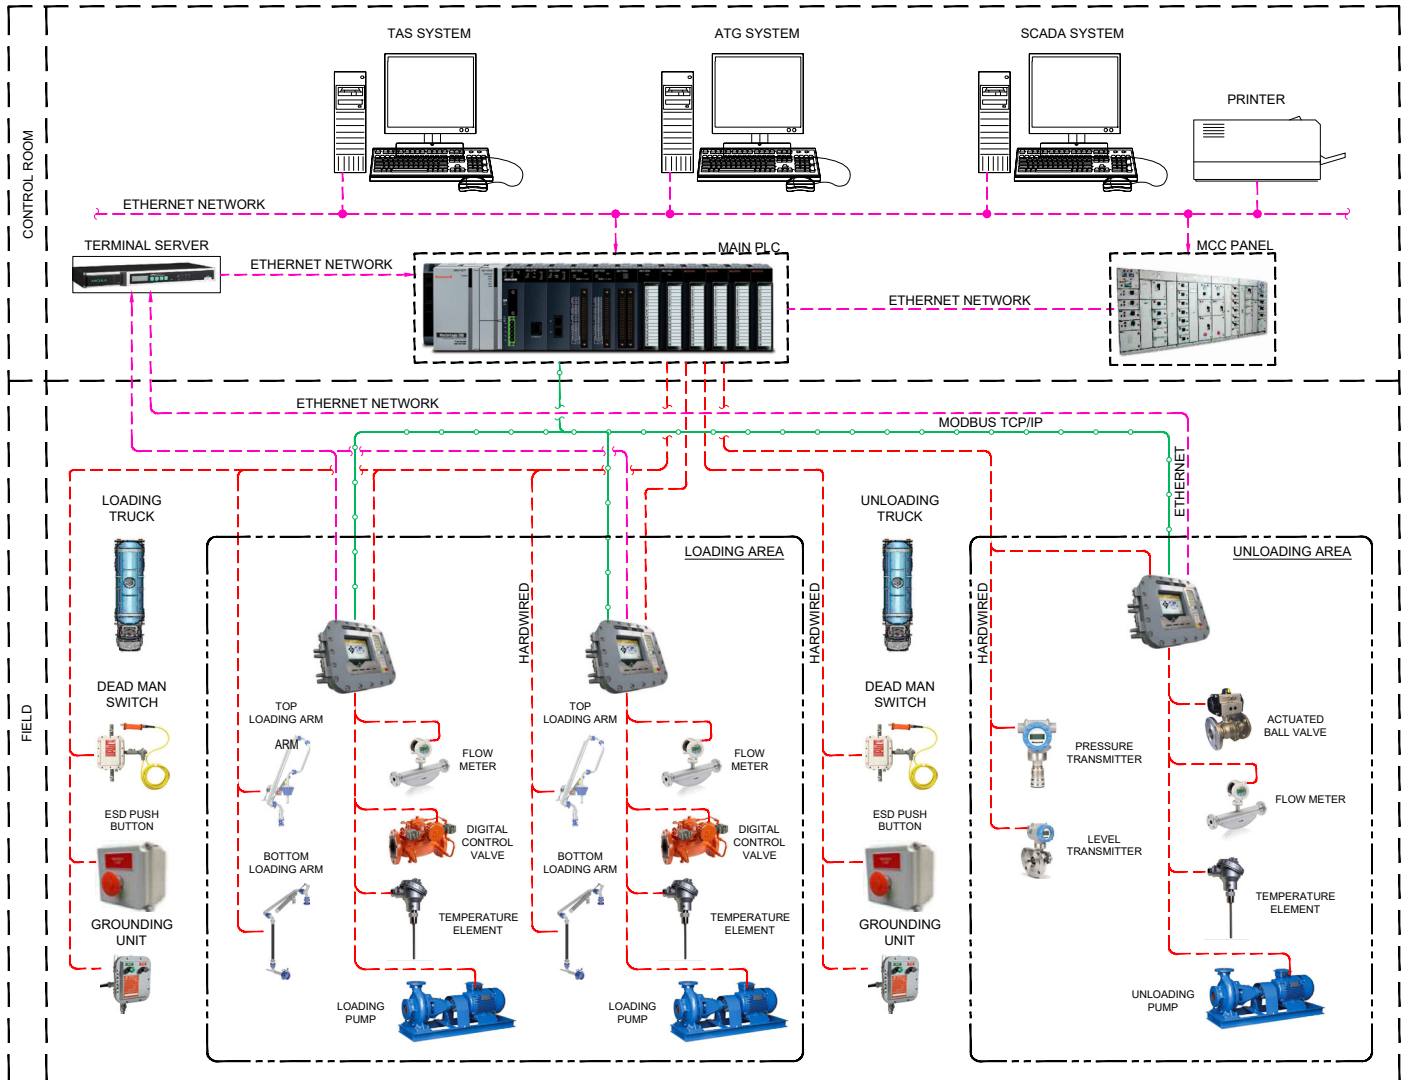 TAS SYSTEM
ATG SYSTEM
SCADA SYSTEM
PRINTER
CONTROL ROOM
ETHERNET NETWORK
TERMINAL SERVER
MAIN PLC
MCC PANEL
ETHERNET NETWORK
ETHERNET NETWORK
ETHERNET NETWORK
MODBUS TCP/IP
ETHERNET
LOADING
TRUCK
UNLOADING
TRUCK
LOADING AREA
UNLOADING AREA
HARDWIRED
HARDWIRED
HARDWIRED
FIELD
DEAD MAN
SWITCH
TOP
LOADING ARM
ARM
FLOW
METER
TOP
LOADING ARM
FLOW
METER
DEAD MAN
SWITCH
PRESSURE
TRANSMITTER
ACTUATED
BALL VALVE
FLOW METER
ESD PUSH
BUTTON
DIGITAL
CONTROL
VALVE
DIGITAL
CONTROL
VALVE
ESD PUSH
BUTTON
LEVEL
TRANSMITTER
BOTTOM
LOADING ARM
BOTTOM
LOADING ARM
TEMPERATURE
ELEMENT
GROUNDING
UNIT
TEMPERATURE
ELEMENT
TEMPERATURE
ELEMENT
GROUNDING
UNIT
LOADING
PUMP
LOADING
PUMP
UNLOADING
PUMP